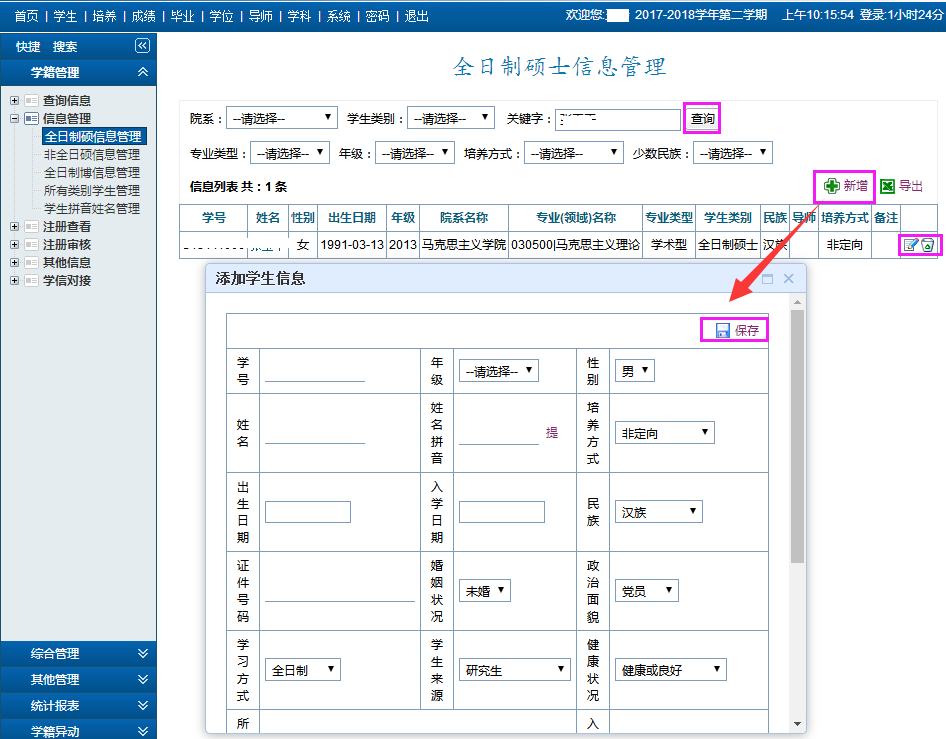 首页 | 学生 | 培养 | 成绩 | 毕业 | 学位 | 导师 | 学科 | 系统 | 密码 | 退出
欢迎您: 2017-2018学年第二学期 上午10:15:54 登录:1小时24分
快捷 搜索
学籍管理
查询信息
信息管理
全日制硕信息管理
非全日硕信息管理
全日制博信息管理
所有类别学生管理
学生拼音姓名管理
注册查看
注册审核
其他信息
学信对接
综合管理
其他管理
统计报表
学籍异动
全日制硕士信息管理
院系： --请选择-- 学生类别： --请选择-- 关键字： 查询
专业类型： --请选择-- 年级： --请选择-- 培养方式： --请选择-- 少数民族： --请选择--
信息列表 共：1 条 新增 导出
学号 姓名 性别 出生日期 年级 院系名称 专业(领域)名称 专业类型 学生类别 民族 导师 培养方式 备注
女 1991-03-13 2013 马克思主义学院 030500|马克思主义理论 学术型 全日制硕士 汉族 非定向
添加学生信息
保存
学号 年级 --请选择-- 性别 男
姓名 姓名拼音 提 培养方式 非定向
出生日期 入学日期 民族 汉族
证件号码 婚姻状况 未婚 政治面貌 党员
学习方式 全日制 学生来源 研究生 健康状况 健康或良好
所 入